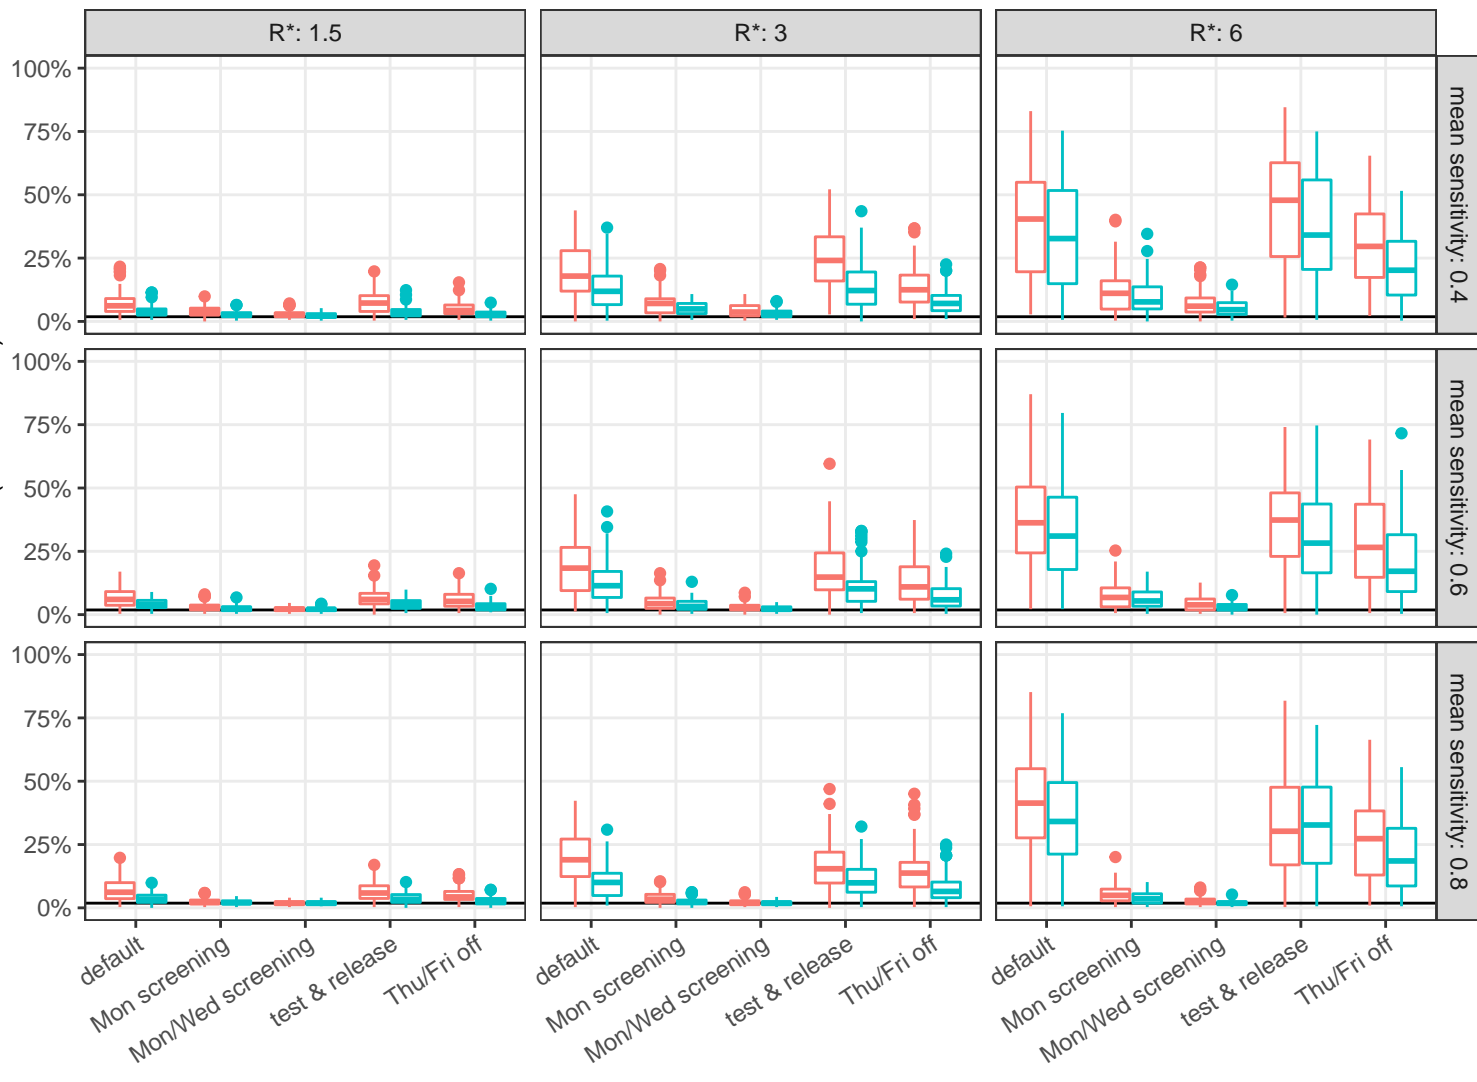 R*: 1.5
R*: 3
R*: 6
100%
75%
50%
25%
0%
mean sensitivity: 0.4
100%
75%
50%
25%
0%
mean sensitivity: 0.6
100%
75%
50%
25%
0%
mean sensitivity: 0.8
default
Mon screening
Mon/Wed screening
test & release
Thu/Fri off
default
Mon screening
Mon/Wed screening
test & release
Thu/Fri off
default
Mon screening
Mon/Wed screening
test & release
Thu/Fri off